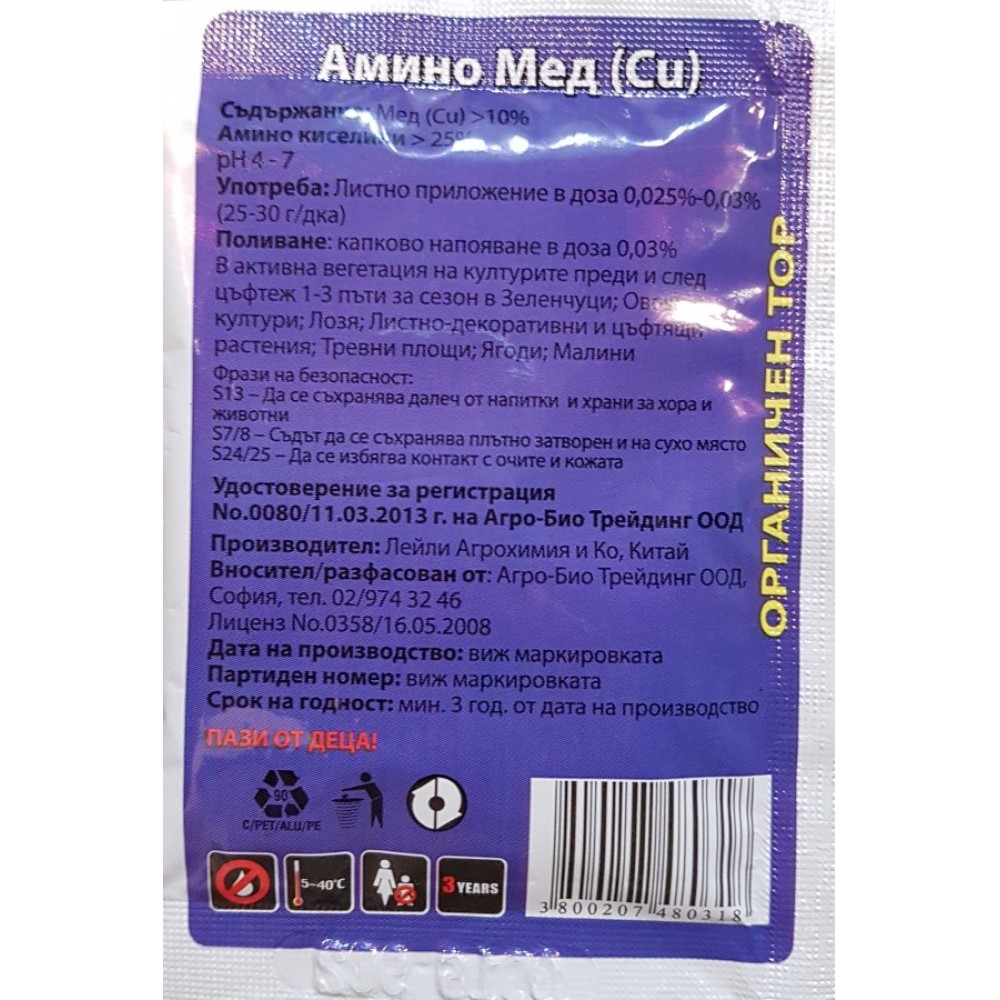 Амино Мед (Cu)
Съдържание: Мед (Cu) >10%
Амино киселини > 25%
pH 4 - 7
Употреба: Листно приложение в доза 0,025%-0,03%
(25-30 г/дка)
Поливане: капково напояване в доза 0,03%
В активна вегетация на културите преди и след
цъфтеж 1-3 пъти за сезон в Зеленчуци;
култури; Лозя; Листно-декоративни и цъфтящи
растения; Тревни площи; Ягоди; Малини
Фрази на безопасност:
S13 – Да се съхранява далеч от напитки и храни за хора и
животни
S7/8 – Съдът да се съхранява плътно затворен и на сухо място
S24/25 – Да се избягва контакт с очите и кожата
Удостоверение за регистрация
No.0080/11.03.2013 г. на Агро-Био Трейдинг ООД
Производител: Лейли Агрохимия и Ко, Китай
Вносител/разфасован от: Агро-Био Трейдинг ООД,
София, тел. 02/974 32 46
Лиценз No.0358/16.05.2008
Дата на производство: виж маркировката
Партиден номер: виж маркировката
Срок на годност: мин. 3 год. от дата на производство
ПАЗИ ОТ ДЕЦА!
ОРГАНИЧЕН ТОР
90
C/PET/ALU/PE
5~40℃
3 YEARS
3 800207 480318